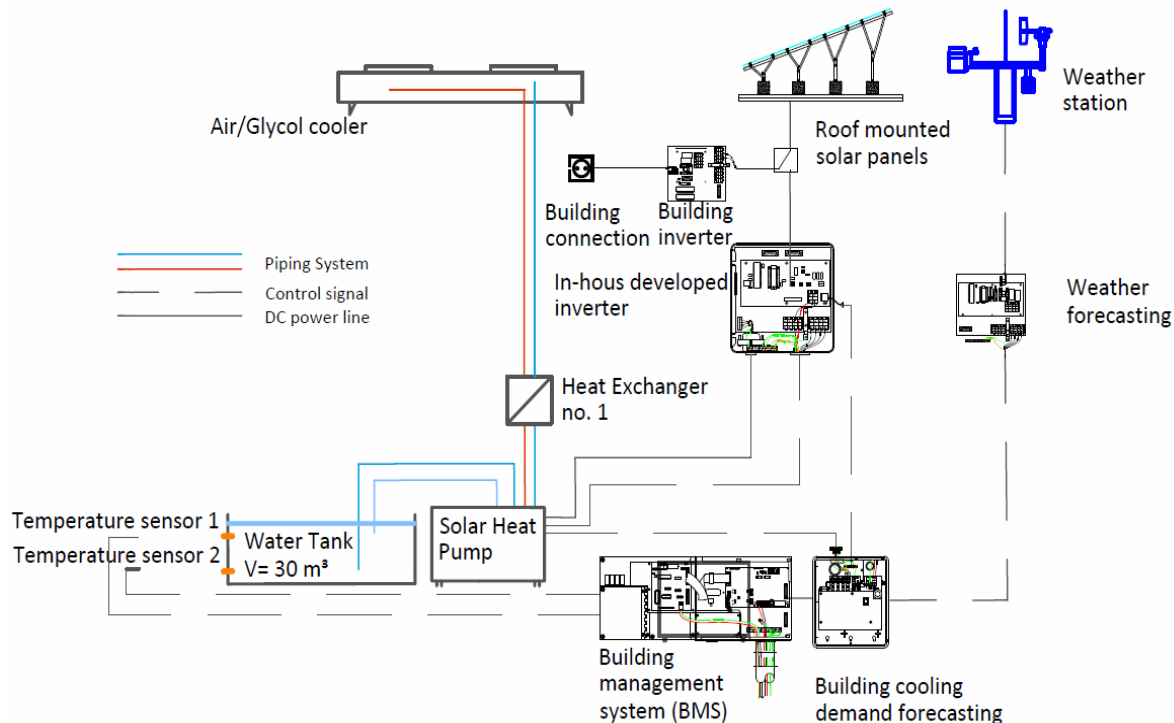 Air/Glycol cooler
Roof mounted
solar panels
Weather
station
Building
connection
Building
inverter
In-hous developed
inverter
Weather
forecasting
Piping System
Control signal
DC power line
Heat Exchanger
no. 1
Temperature sensor 1
Temperature sensor 2
Water Tank
V= 30 m³
Solar Heat
Pump
Building
management
system (BMS)
Building cooling
demand forecasting